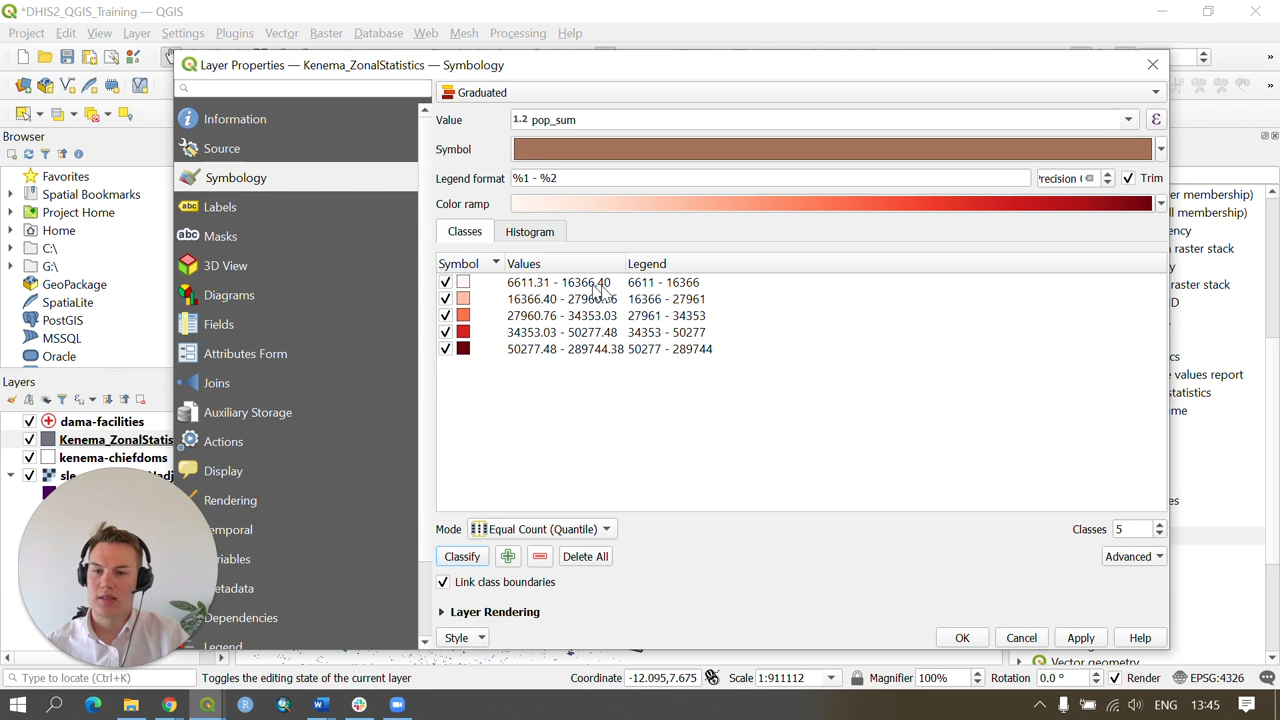 *DHIS2_QGIS_Training — QGIS
Project Edit View Layer Settings Plugins Vector Raster Database Web Mesh Processing Help
Layer Properties — Kenema_ZonalStatistics — Symbology
Information
Source
Symbology
Labels
Masks
3D View
Diagrams
Fields
Attributes Form
Joins
Auxiliary Storage
Actions
Display
Rendering
Dependencies
Graduated
Value 1.2 pop_sum
Symbol
Legend format %1 - %2 Trim
Color ramp
Classes Histogram
Symbol Values Legend
6611.31 - 16366.40 6611 - 16366
16366.40 - 27960.76 16366 - 27961
27960.76 - 34353.03 27961 - 34353
34353.03 - 50277.48 34353 - 50277
50277.48 - 289744.38 50277 - 289744
Mode Equal Count (Quantile) Classes 5
Classify Delete All Advanced
Link class boundaries
Layer Rendering
Style OK Cancel Apply Help
Browser
Favorites
Spatial Bookmarks
Project Home
Home
C:\
G:\
GeoPackage
SpatiaLite
PostGIS
MSSQL
Oracle
Layers
dama-facilities
Kenema_ZonalStatis
kenema-chiefdoms
er membership)
ll membership)
ency
raster stack
raster stack
D
e values report
tatistics
Vector geometry
Type to locate (Ctrl+K) Toggles the editing state of the current layer Coordinate -12.095,7.675 Scale 1:911112 Magnifier 100% Rotation 0.0 ° Render EPSG:4326
ENG 13:45